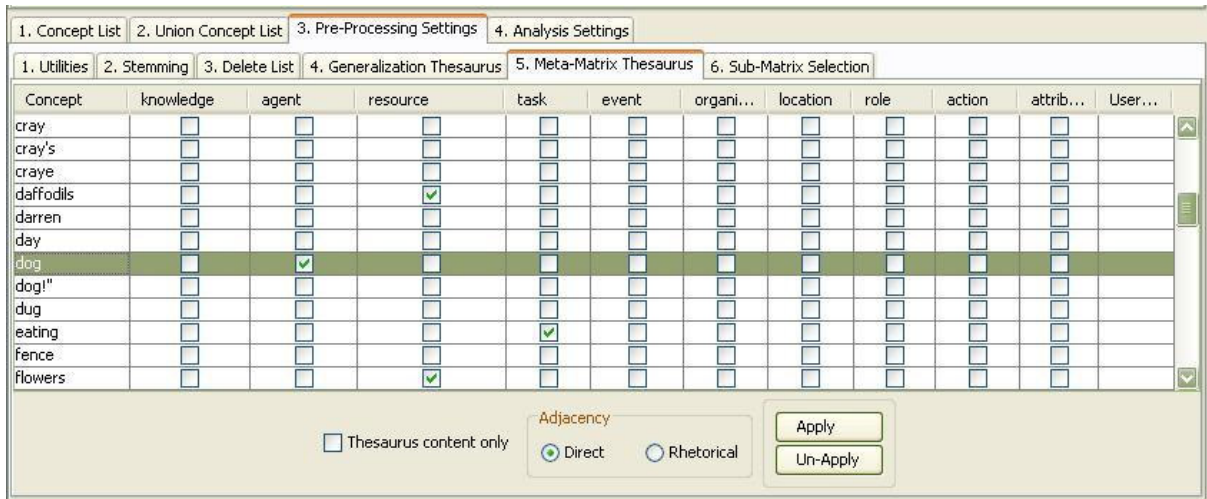 1. Concept List 2. Union Concept List 3. Pre-Processing Settings 4. Analysis Settings
1. Utilities 2. Stemming 3. Delete List 4. Generalization Thesaurus 5. Meta-Matrix Thesaurus 6. Sub-Matrix Selection
Concept knowledge agent resource task event organi... location role action attrib... User...
cray
cray's
craye
daffodils
darren
day
dog
dog!"
dug
eating
fence
flowers
Adjacency
Thesaurus content only Direct Rhetorical
Apply
Un-Apply